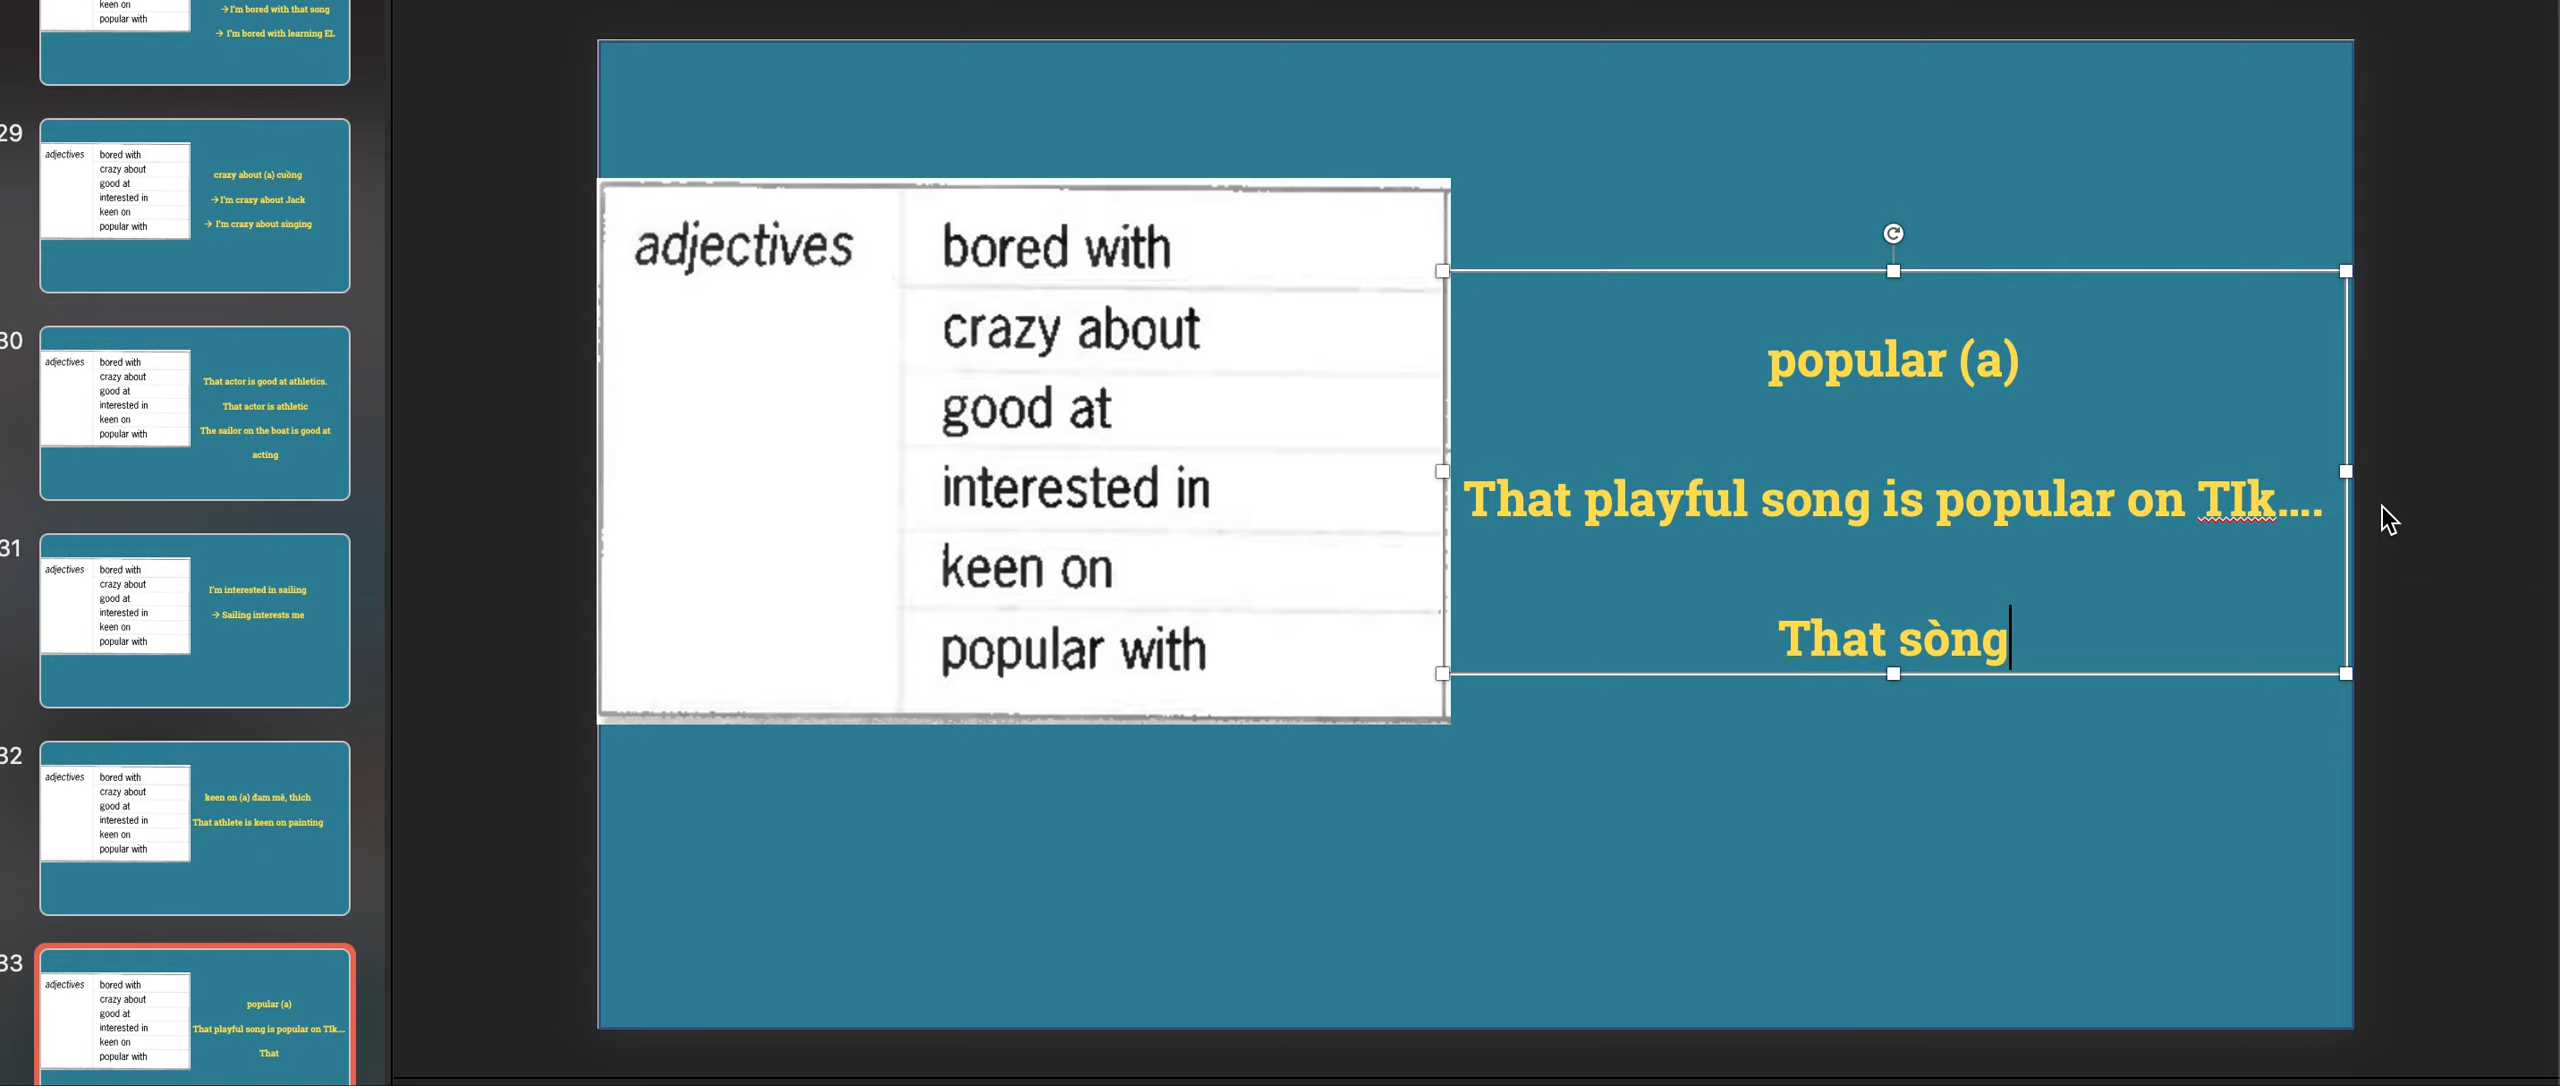 keen on
popular with
→I'm bored with that song
→ I'm bored with learning EL
29
adjectives
bored with
crazy about
good at
interested in
keen on
popular with
crazy about (a) cuồng
→I'm crazy about Jack
→ I'm crazy about singing
30
adjectives
bored with
crazy about
good at
interested in
keen on
popular with
That actor is good at athletics.
That actor is athletic
The sailor on the boat is good at
acting
31
adjectives
bored with
crazy about
good at
interested in
keen on
popular with
I'm interested in sailing
→ Sailing interests me
32
adjectives
bored with
crazy about
good at
interested in
keen on
popular with
keen on (a) đam mê, thích
That athlete is keen on painting
33
adjectives
bored with
crazy about
good at
interested in
keen on
popular with
popular (a)
That playful song is popular on TIk....
That
adjectives
bored with
crazy about
good at
interested in
keen on
popular with
popular (a)
That playful song is popular on TIk....
That sòng